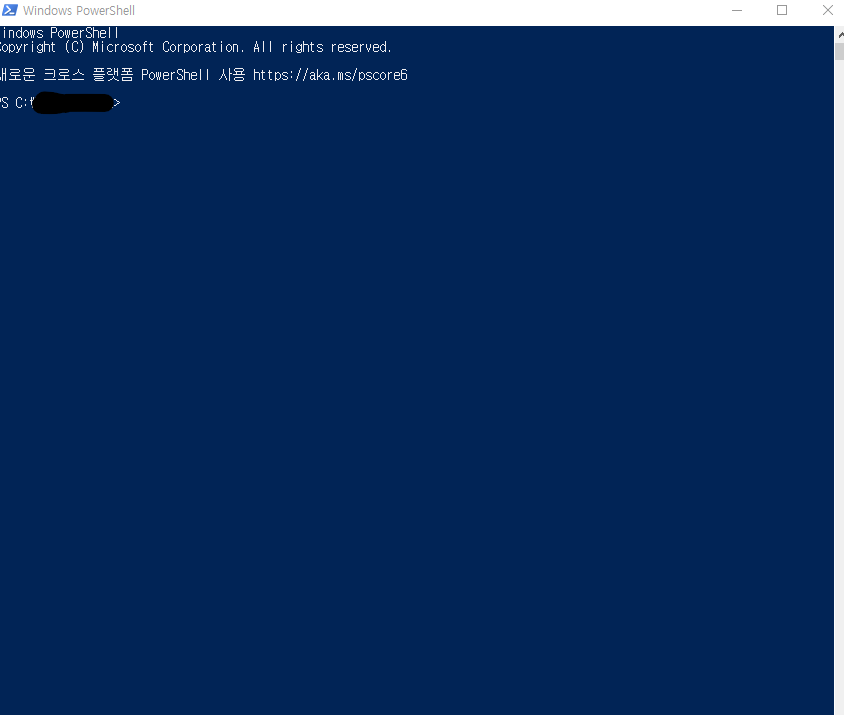 Windows PowerShell
indows PowerShell
opyright (C) Microsoft Corporation. All rights reserved.
새로운 크로스 플랫폼 PowerShell 사용 https://aka.ms/pscore6
PS C:\ >